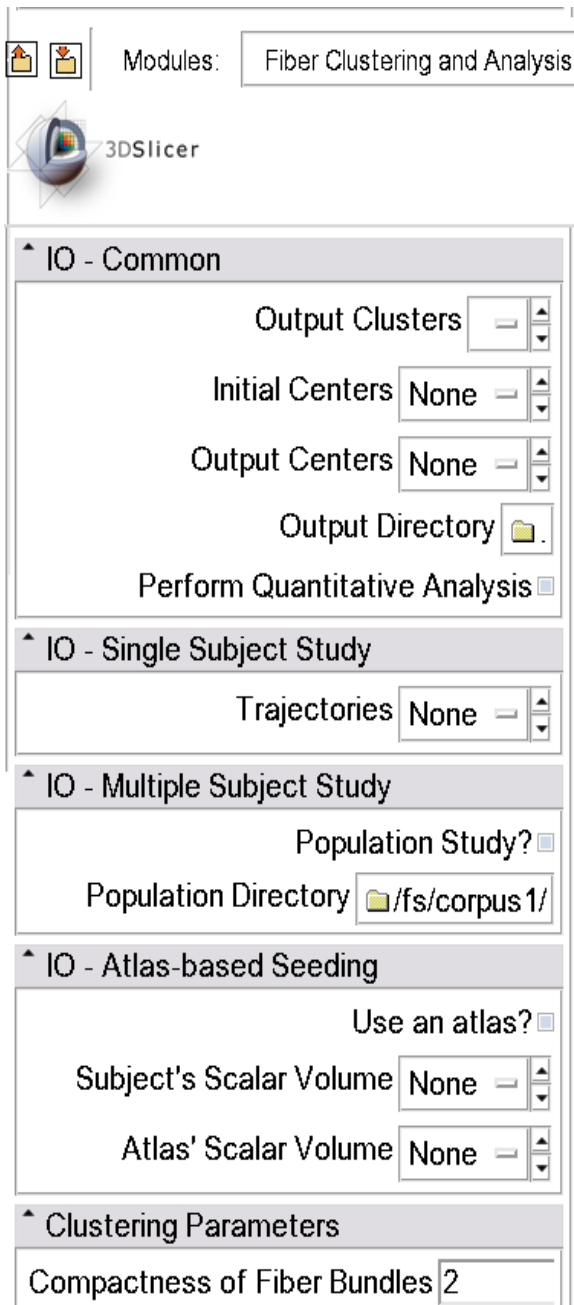 Modules: Fiber Clustering and Analysis
3DSlicer
IO - Common
Output Clusters
Initial Centers None
Output Centers None
Output Directory .
Perform Quantitative Analysis
IO - Single Subject Study
Trajectories None
IO - Multiple Subject Study
Population Study?
Population Directory /fs/corpus1/
IO - Atlas-based Seeding
Use an atlas?
Subject's Scalar Volume None
Atlas' Scalar Volume None
Clustering Parameters
Compactness of Fiber Bundles 2